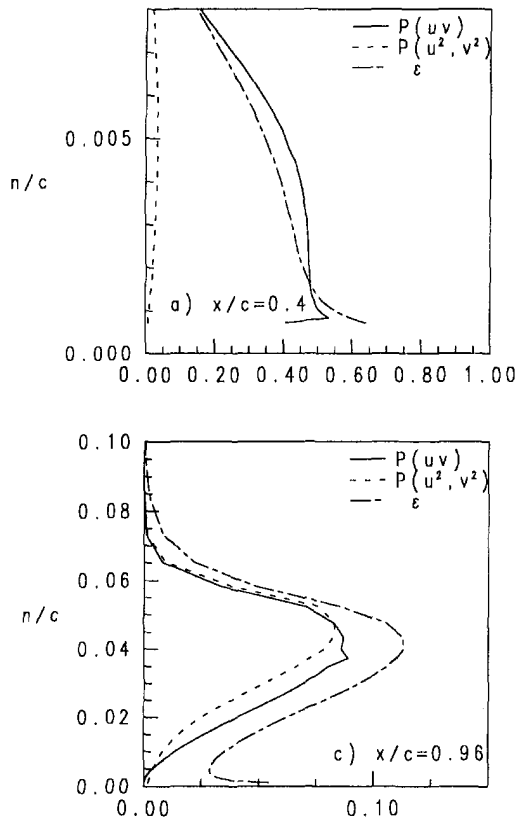 P(uv)
P(u²,v²)
ε
0.005
n/c
a) x/c=0.4
0.000
0.00 0.20 0.40 0.60 0.80 1.00
0.10
P(uv)
P(u²,v²)
ε
0.08
0.06
n/c
0.04
0.02
c) x/c=0.96
0.00
0.00 0.10